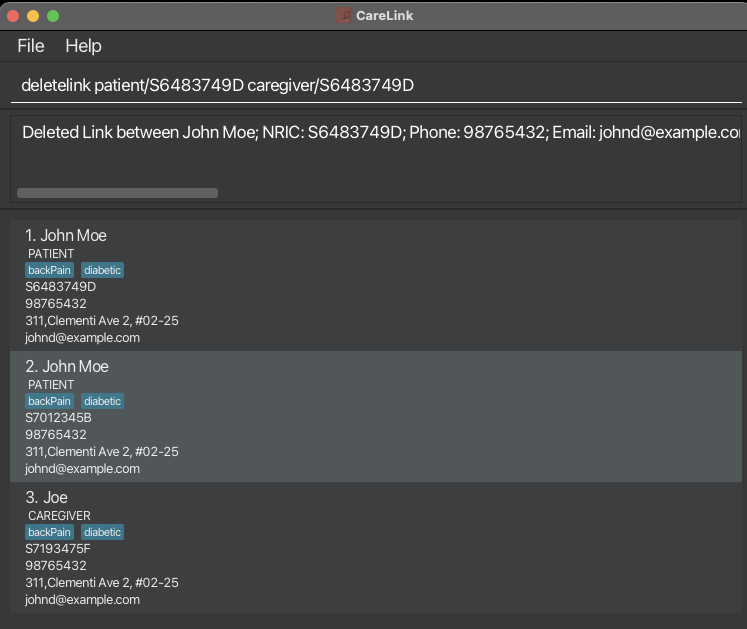 CareLink
File Help
deletelink patient/S6483749D caregiver/S6483749D
Deleted Link between John Moe; NRIC: S6483749D; Phone: 98765432; Email: johnd@example.co
1. John Moe
PATIENT
backPain diabetic
S6483749D
98765432
311,Clementi Ave 2, #02-25
johnd@example.com
2. John Moe
PATIENT
backPain diabetic
S7012345B
98765432
311,Clementi Ave 2, #02-25
johnd@example.com
3. Joe
CAREGIVER
backPain diabetic
S7193475F
98765432
311,Clementi Ave 2, #02-25
johnd@example.com